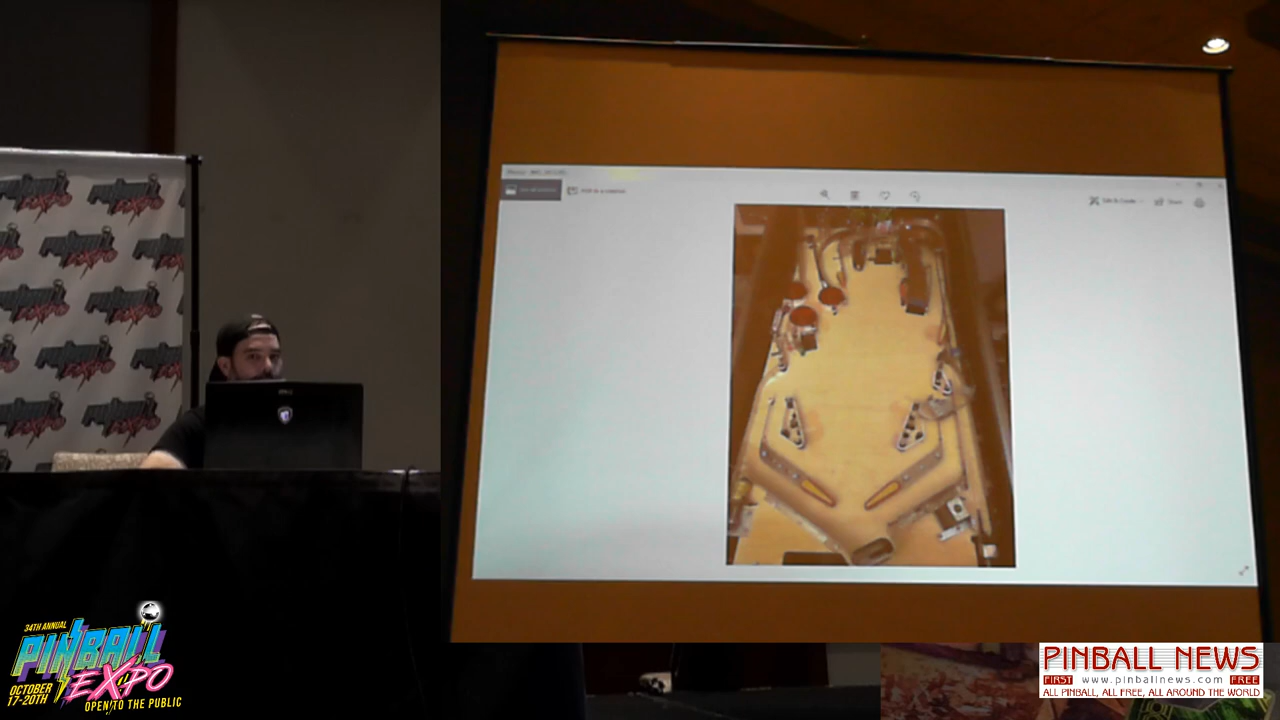 PINBALL
EXPO
34TH ANNUAL
PINBALL
EXPO
OCTOBER
17-20TH
OPEN TO THE PUBLIC
PINBALL NEWS
FIRST www.pinballnews.com FREE
ALL PINBALL, ALL FREE, ALL AROUND THE WORLD